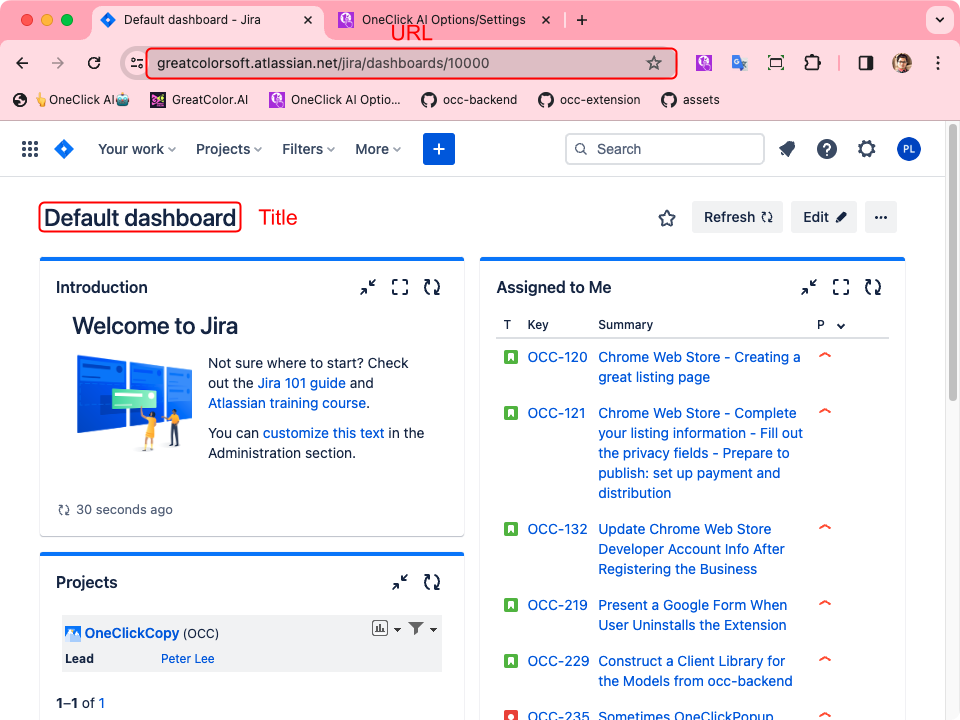 Default dashboard - Jira
OneClick AI Options/Settings
URL
greatcolorsoft.atlassian.net/jira/dashboards/10000
OneClick AI
GreatColor.AI
OneClick AI Optio...
occ-backend
occ-extension
assets
Your work
Projects
Filters
More
+
Search
PL
Default dashboard
Title
Refresh
Edit
Introduction
Welcome to Jira
Not sure where to start? Check
out the Jira 101 guide and
Atlassian training course.
You can customize this text in the
Administration section.
30 seconds ago
Projects
OneClickCopy (OCC)
Lead
Peter Lee
1–1 of 1
Assigned to Me
T Key Summary P
OCC-120 Chrome Web Store - Creating a
great listing page
OCC-121 Chrome Web Store - Complete
your listing information - Fill out
the privacy fields - Prepare to
publish: set up payment and
distribution
OCC-132 Update Chrome Web Store
Developer Account Info After
Registering the Business
OCC-219 Present a Google Form When
User Uninstalls the Extension
OCC-229 Construct a Client Library for
the Models from occ-backend
OCC-235 Sometimes OneClickPopup